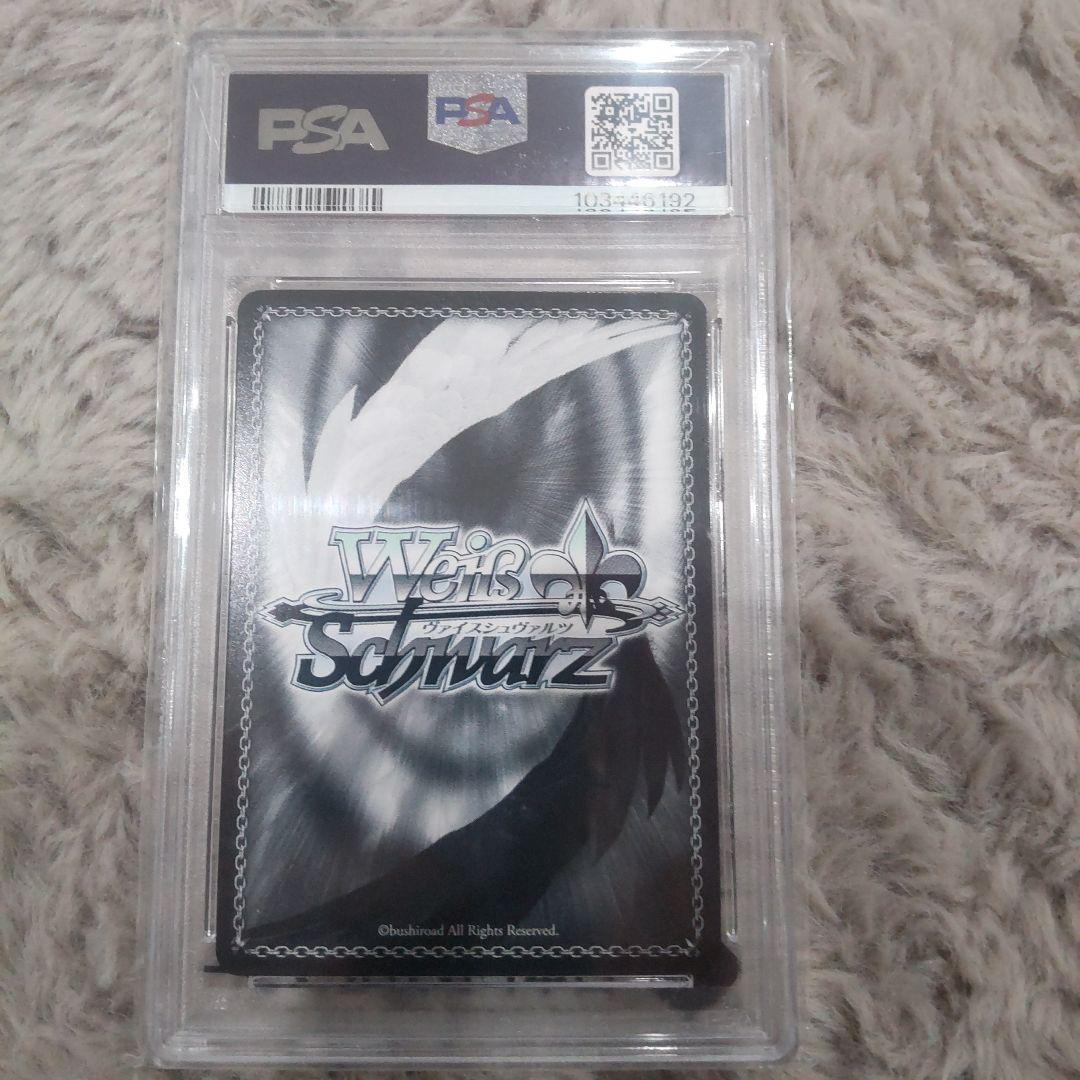 PSA
PSA
103446192
Weiß
ヴァイスシュヴァルツ
Schwarz
©bushiroad All Rights Reserved.